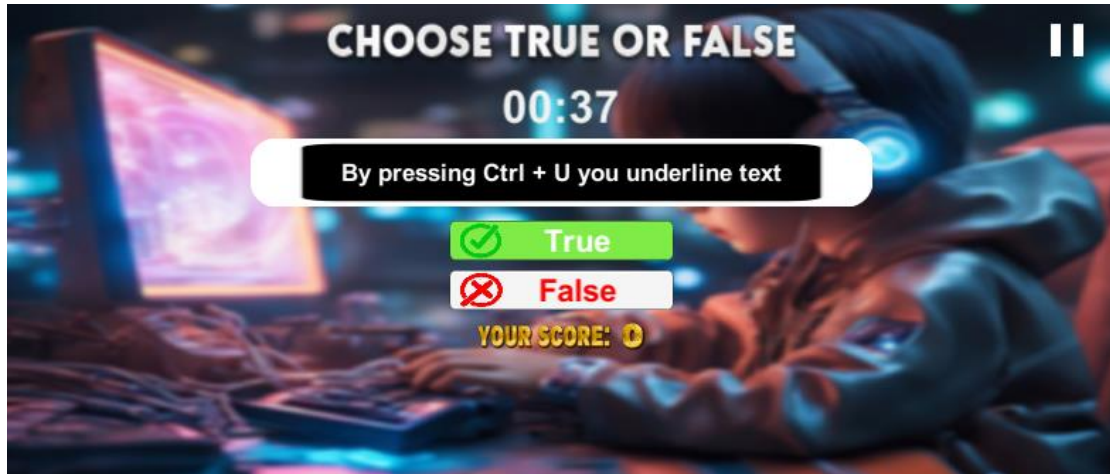 CHOOSE TRUE OR FALSE
00:37
By pressing Ctrl + U you underline text
True
False
YOUR SCORE: 0